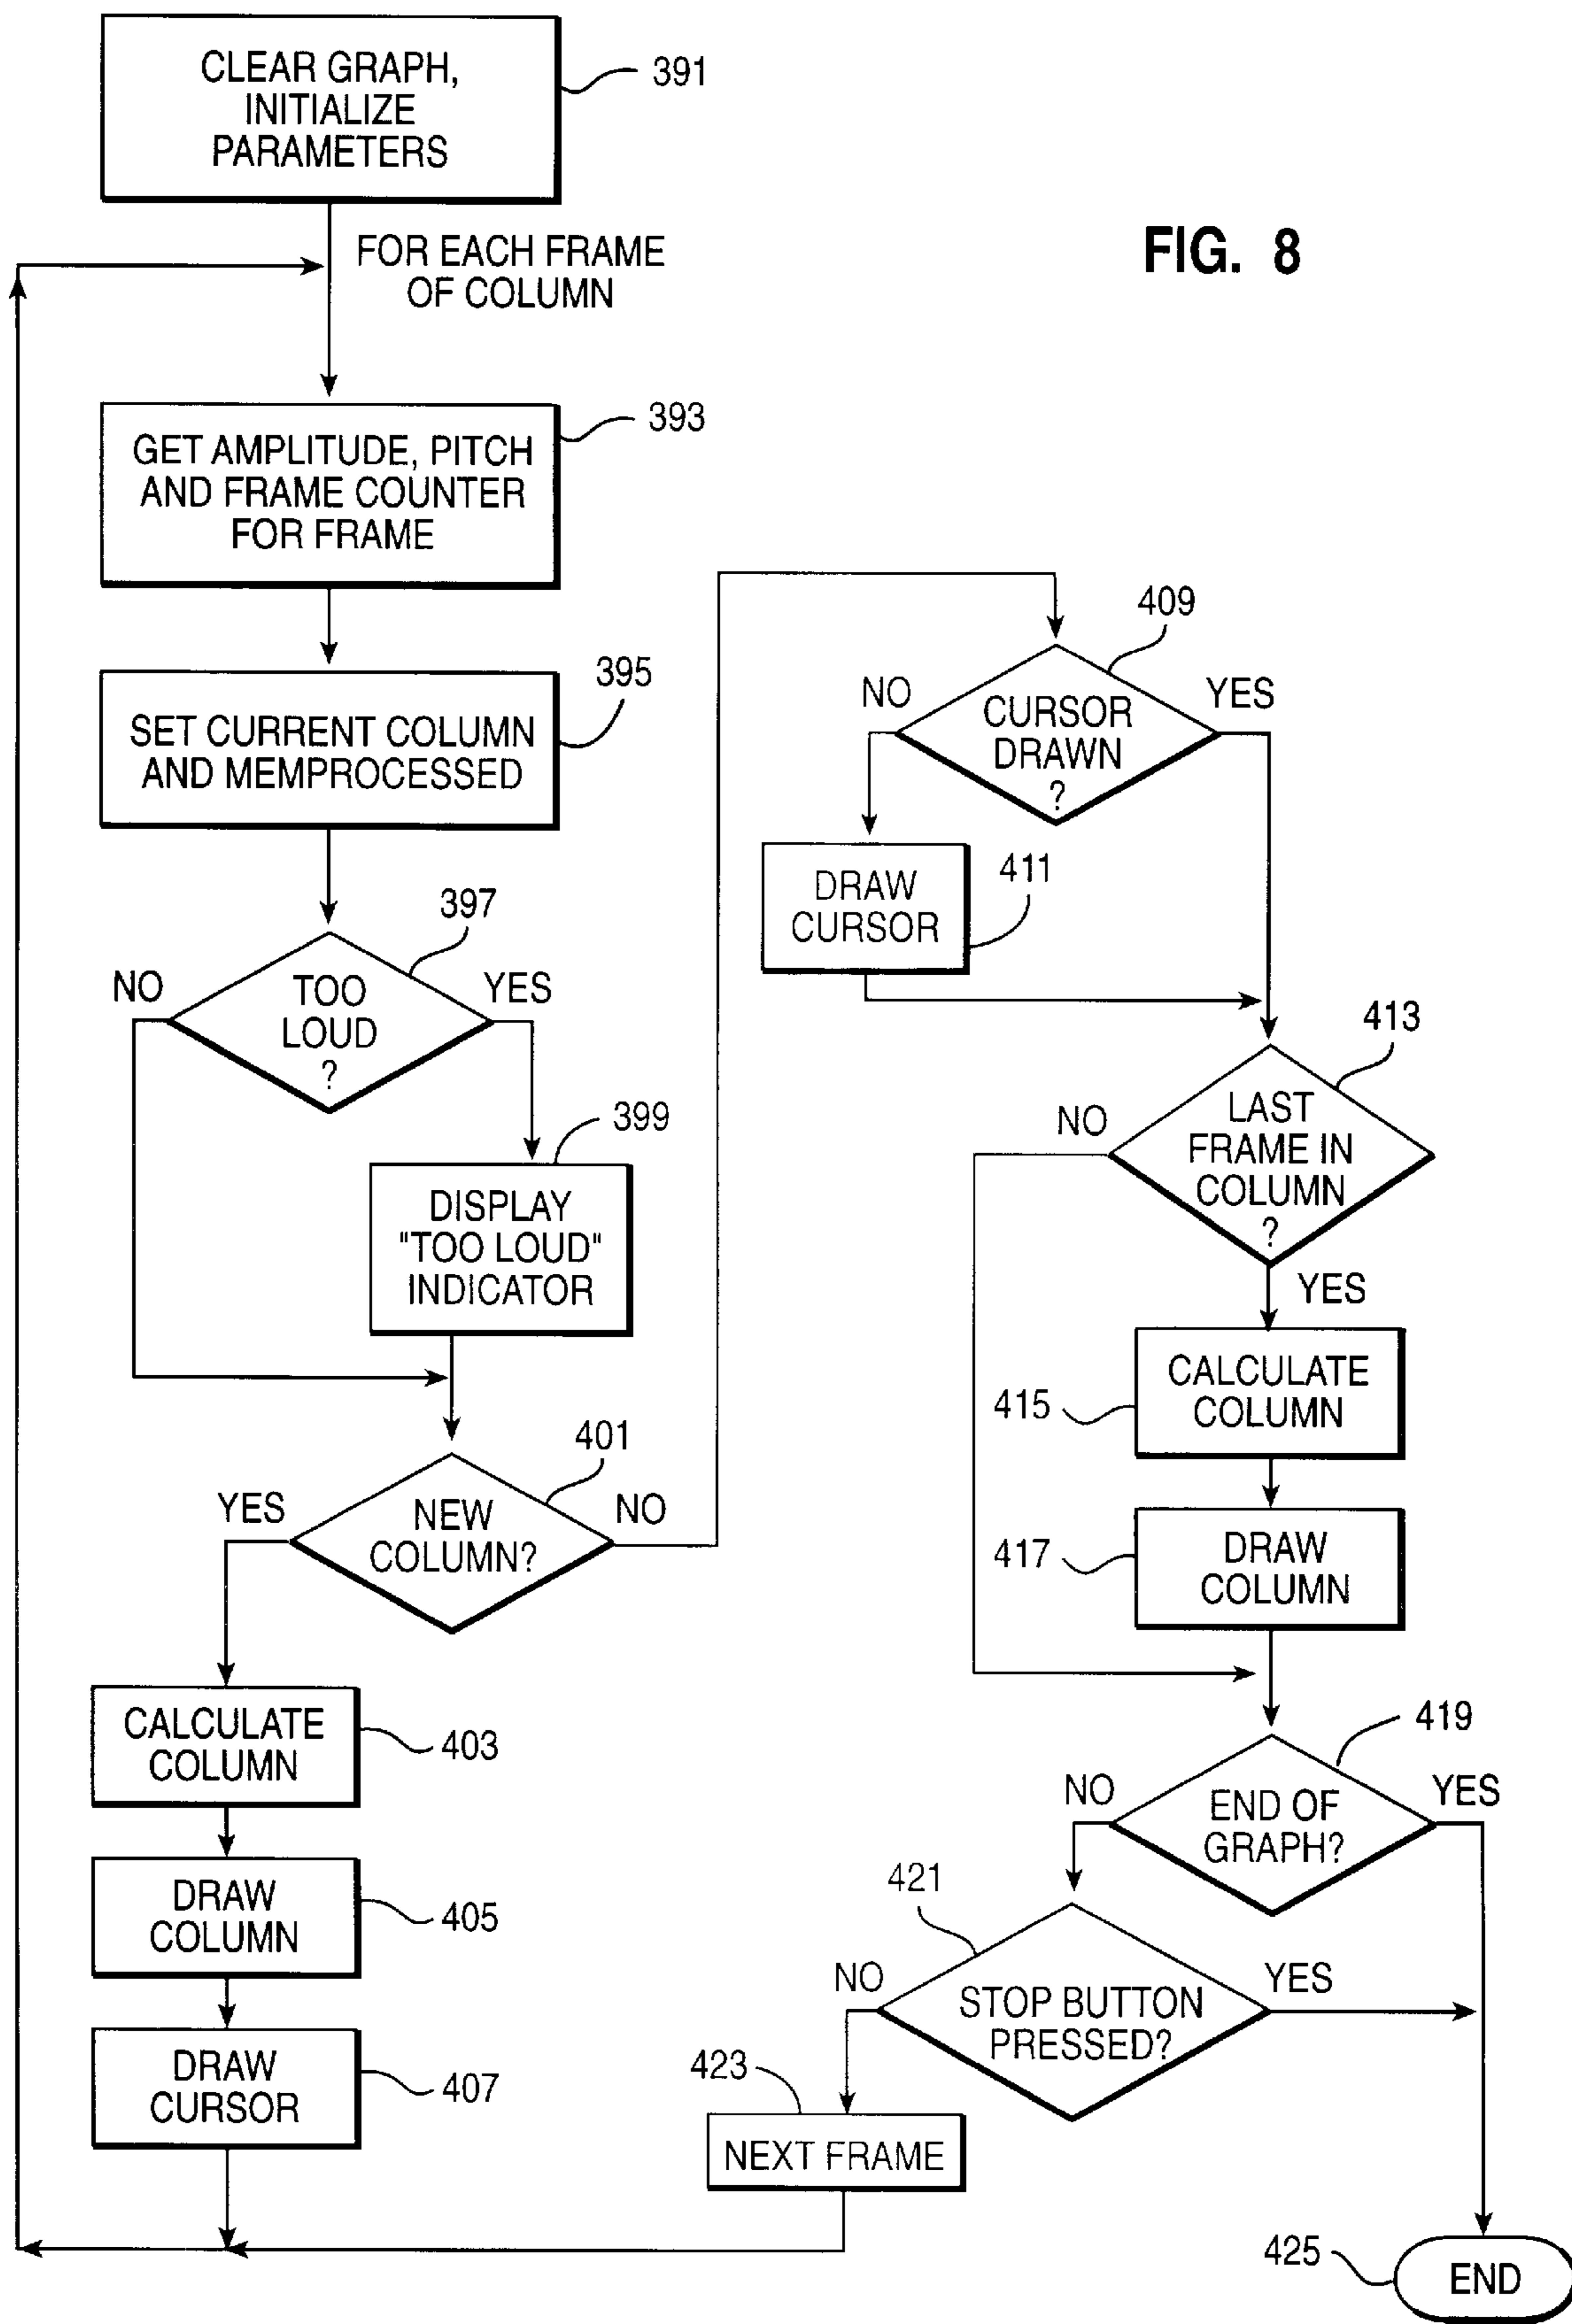 CLEAR GRAPH,
INITIALIZE
PARAMETERS
391
FOR EACH FRAME
OF COLUMN
FIG. 8
GET AMPLITUDE, PITCH
AND FRAME COUNTER
FOR FRAME
393
SET CURRENT COLUMN
AND MEMPROCESSED
395
397
NO
TOO
LOUD
?
YES
399
DISPLAY
"TOO LOUD"
INDICATOR
401
YES
NEW
COLUMN?
NO
CALCULATE
COLUMN
403
DRAW
COLUMN
405
DRAW
CURSOR
407
409
NO
CURSOR
DRAWN
?
YES
DRAW
CURSOR
411
413
NO
LAST
FRAME IN
COLUMN
?
YES
CALCULATE
COLUMN
415
DRAW
COLUMN
417
419
NO
END OF
GRAPH?
YES
421
NO
STOP BUTTON
PRESSED?
YES
423
NEXT FRAME
425
END